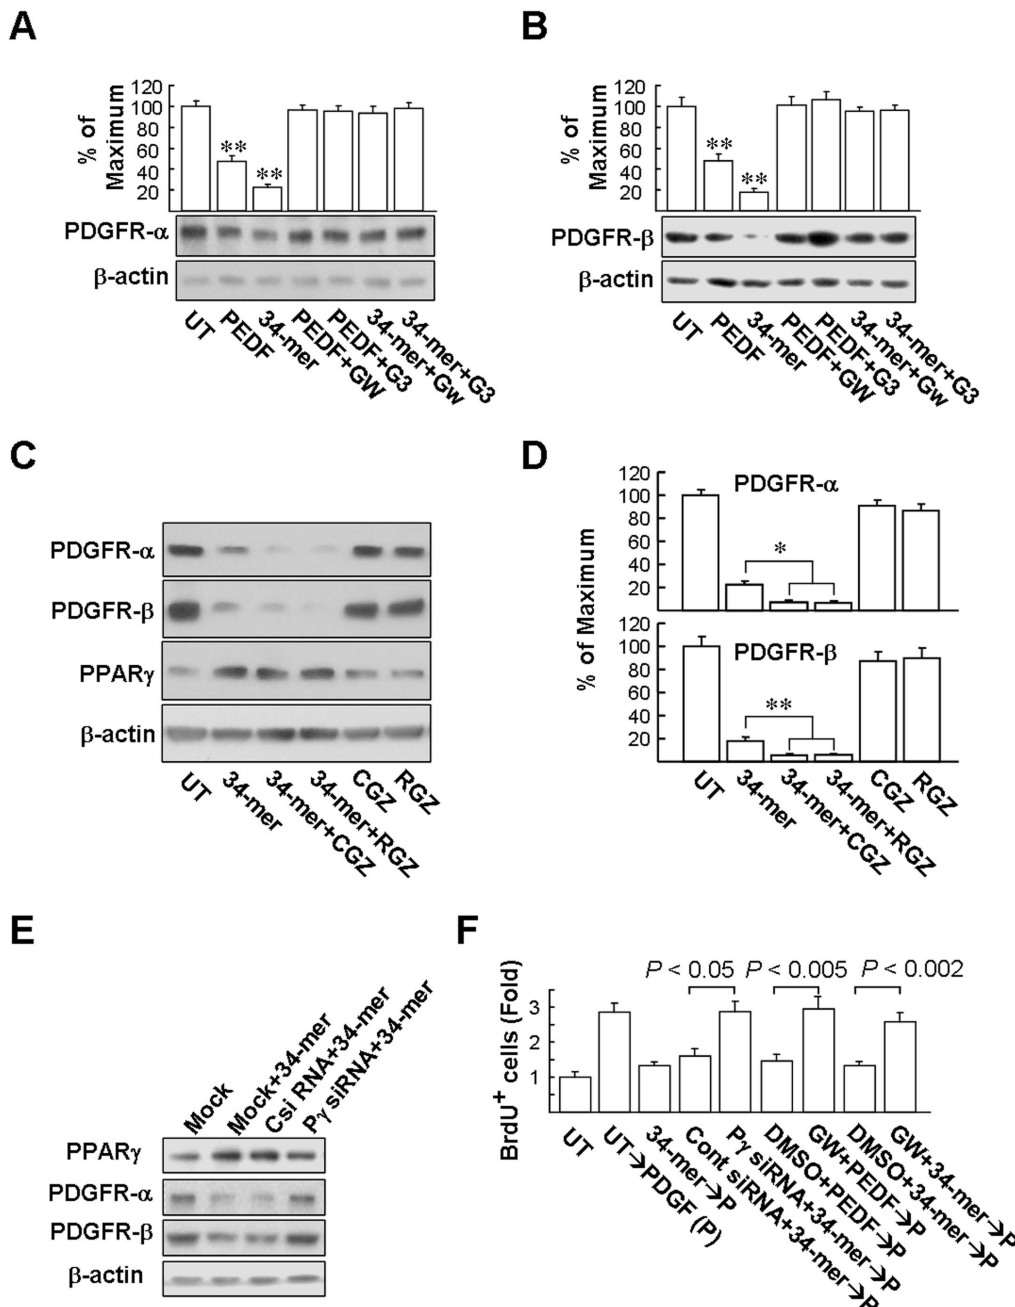 A
% of Maximum
120
100
80
60
40
20
**
**
PDGFR-α
β-actin
UT
PEDF
34-mer
PEDF+GW
PEDF+G3
34-mer+Gw
34-mer+G3
B
% of Maximum
120
100
80
60
40
20
**
**
PDGFR-β
β-actin
UT
PEDF
34-mer
PEDF+GW
PEDF+G3
34-mer+Gw
34-mer+G3
C
PDGFR-α
PDGFR-β
PPARγ
β-actin
UT
34-mer
34-mer+CGZ
34-mer+RGZ
CGZ
RGZ
D
% of Maximum
PDGFR-α
120
100
80
60
40
20
*
PDGFR-β
120
100
80
60
40
20
**
UT
34-mer
34-mer+CGZ
34-mer+RGZ
CGZ
RGZ
E
Mock
Mock+34-mer
Csi RNA+34-mer
Pγ siRNA+34-mer
PPARγ
PDGFR-α
PDGFR-β
β-actin
F
BrdU+ cells (Fold)
P < 0.05
P < 0.005
P < 0.002
3
2
1
UT
UT→PDGF (P)
34-mer→P
Cont siRNA+34-mer→P
Pγ siRNA+34-mer→P
DMSO+PEDF→P
GW+PEDF→P
DMSO+34-mer→P
GW+34-mer→P